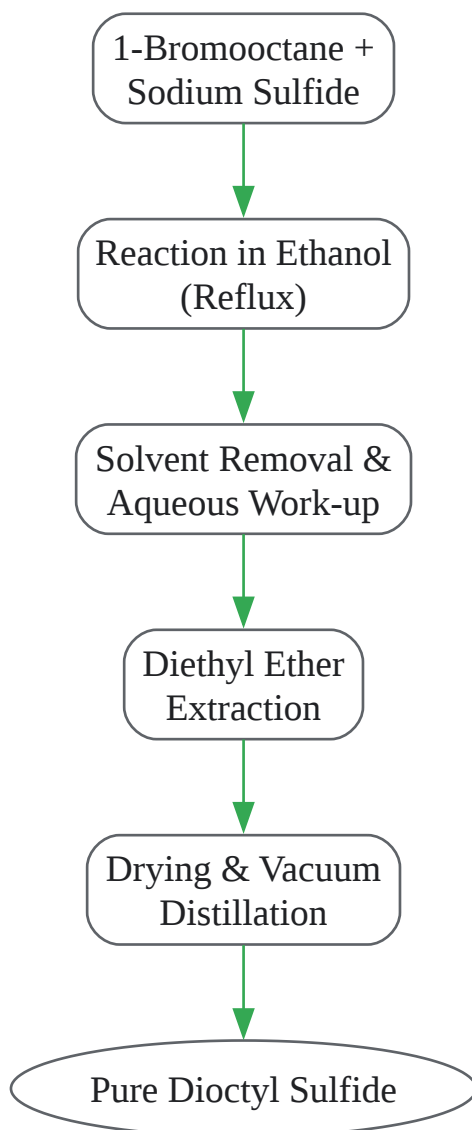 1-Bromooctane +
Sodium Sulfide
Reaction in Ethanol
(Reflux)
Solvent Removal &
Aqueous Work-up
Diethyl Ether
Extraction
Drying & Vacuum
Distillation
Pure Dioctyl Sulfide